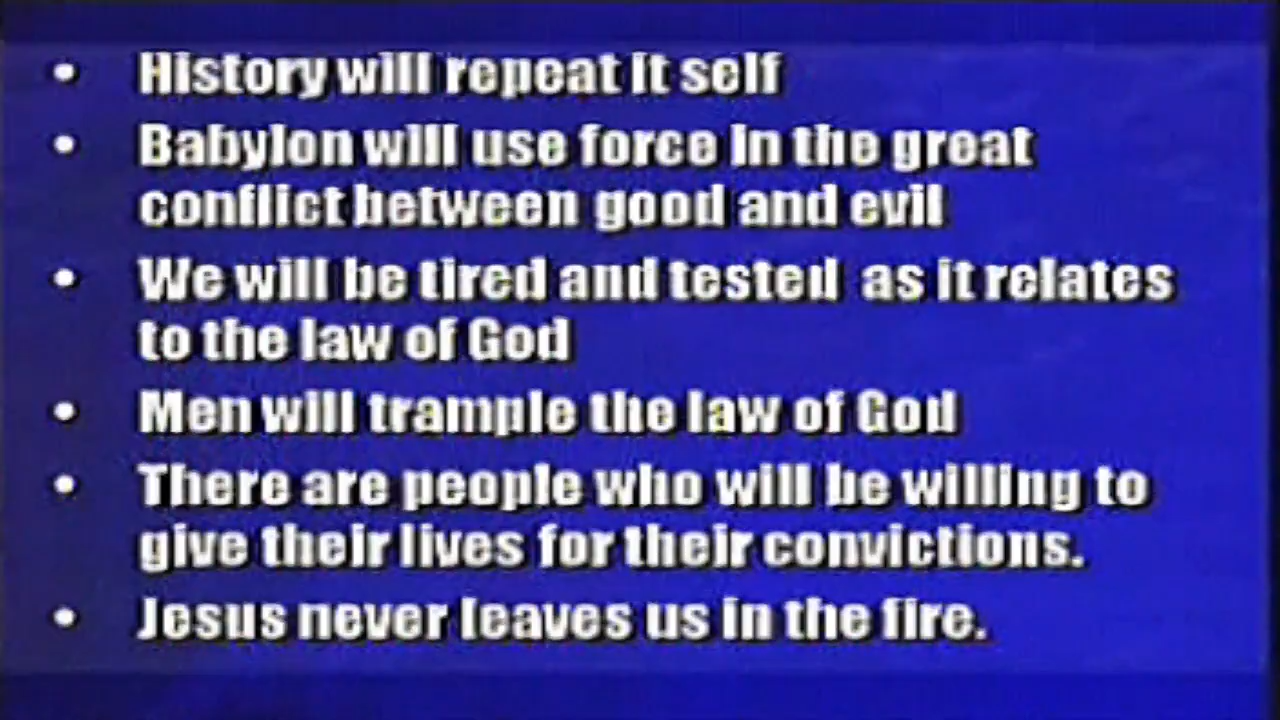 • History will repeat it self
• Babylon will use force in the great
conflict between good and evil
• We will be tired and tested as it relates
to the law of God
• Men will trample the law of God
• There are people who will be willing to
give their lives for their convictions.
• Jesus never leaves us in the fire.